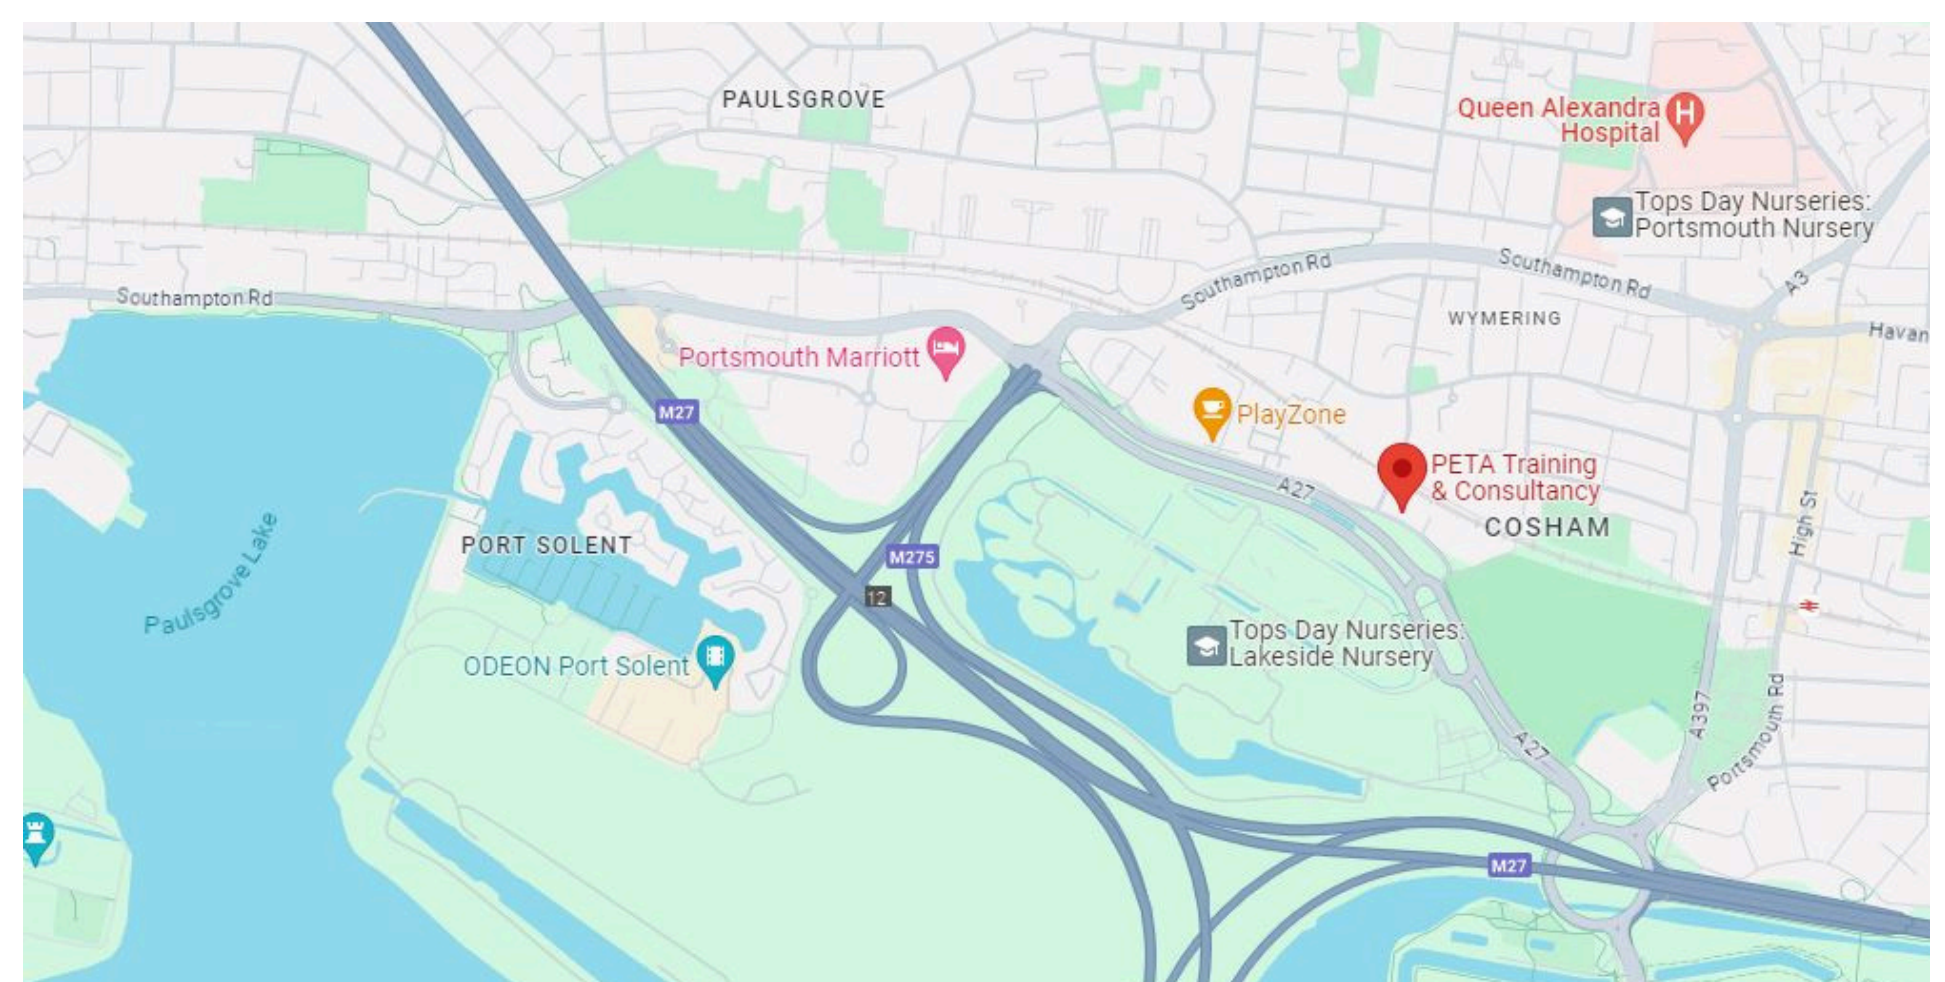 PAULSGROVE
Queen Alexandra
Hospital
Tops Day Nurseries:
Portsmouth Nursery
Southampton Rd
Southampton Rd
Southampton Rd
A3
WYMERING
Havan
Portsmouth Marriott
M27
PlayZone
PETA Training
& Consultancy
A27
COSHAM
High St
Paulsgrove Lake
PORT SOLENT
M275
12
Tops Day Nurseries:
Lakeside Nursery
ODEON Port Solent
A397
Portsmouth Rd
A27
M27